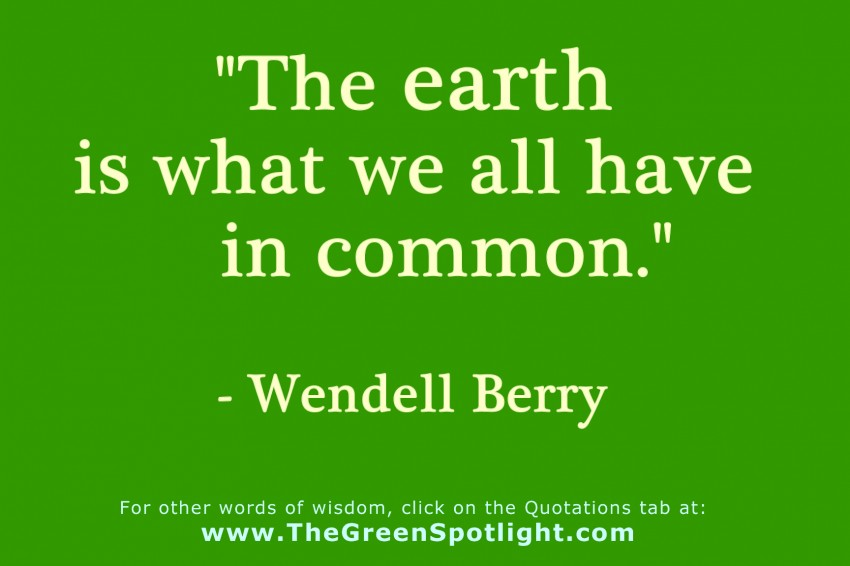 "The earth
is what we all have
in common."
- Wendell Berry
For other words of wisdom, click on the Quotations tab at:
www.TheGreenSpotlight.com